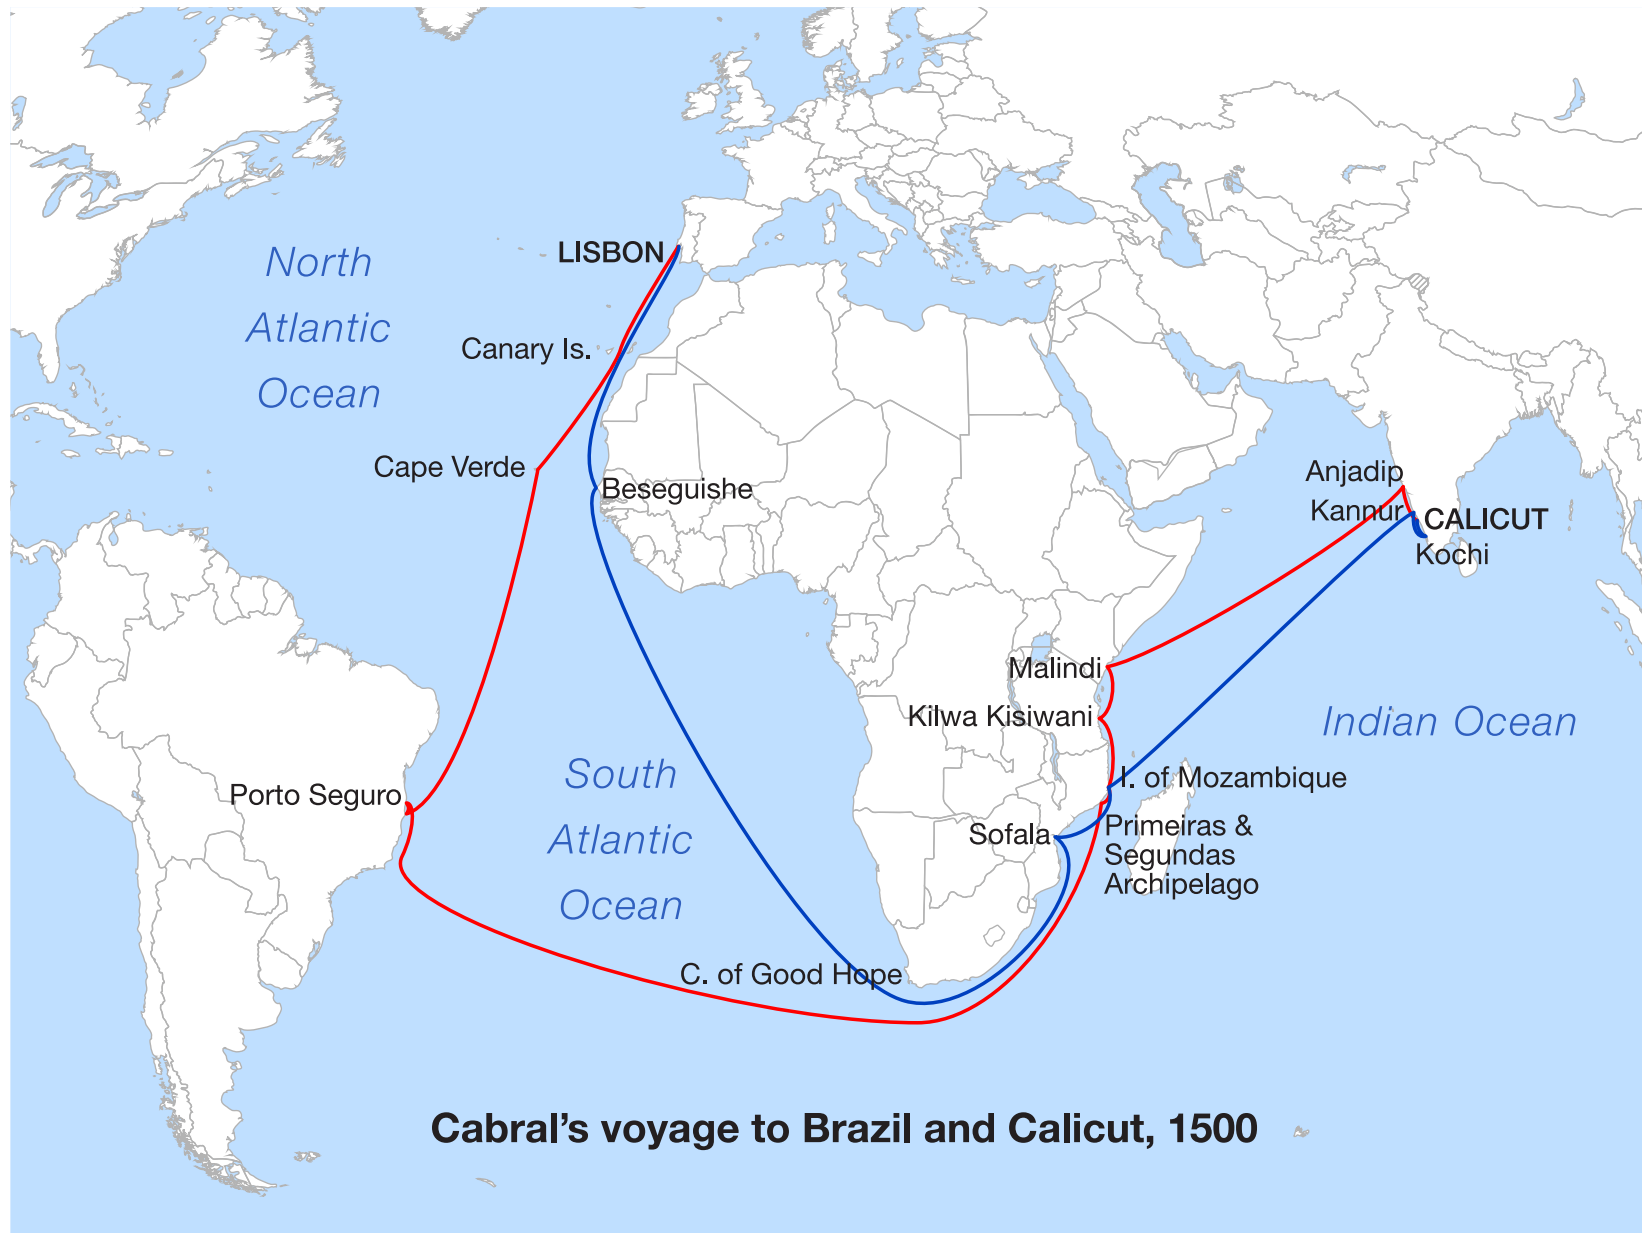 LISBON
North
Atlantic
Ocean
Canary Is.
Cape Verde
Beseguishe
Anjadip
Kannur
CALICUT
Kochi
Malindi
Kilwa Kisiwani
Indian Ocean
South
Atlantic
Ocean
Porto Seguro
I. of Mozambique
Sofala
Primeiras &
Segundas
Archipelago
C. of Good Hope
Cabral's voyage to Brazil and Calicut, 1500